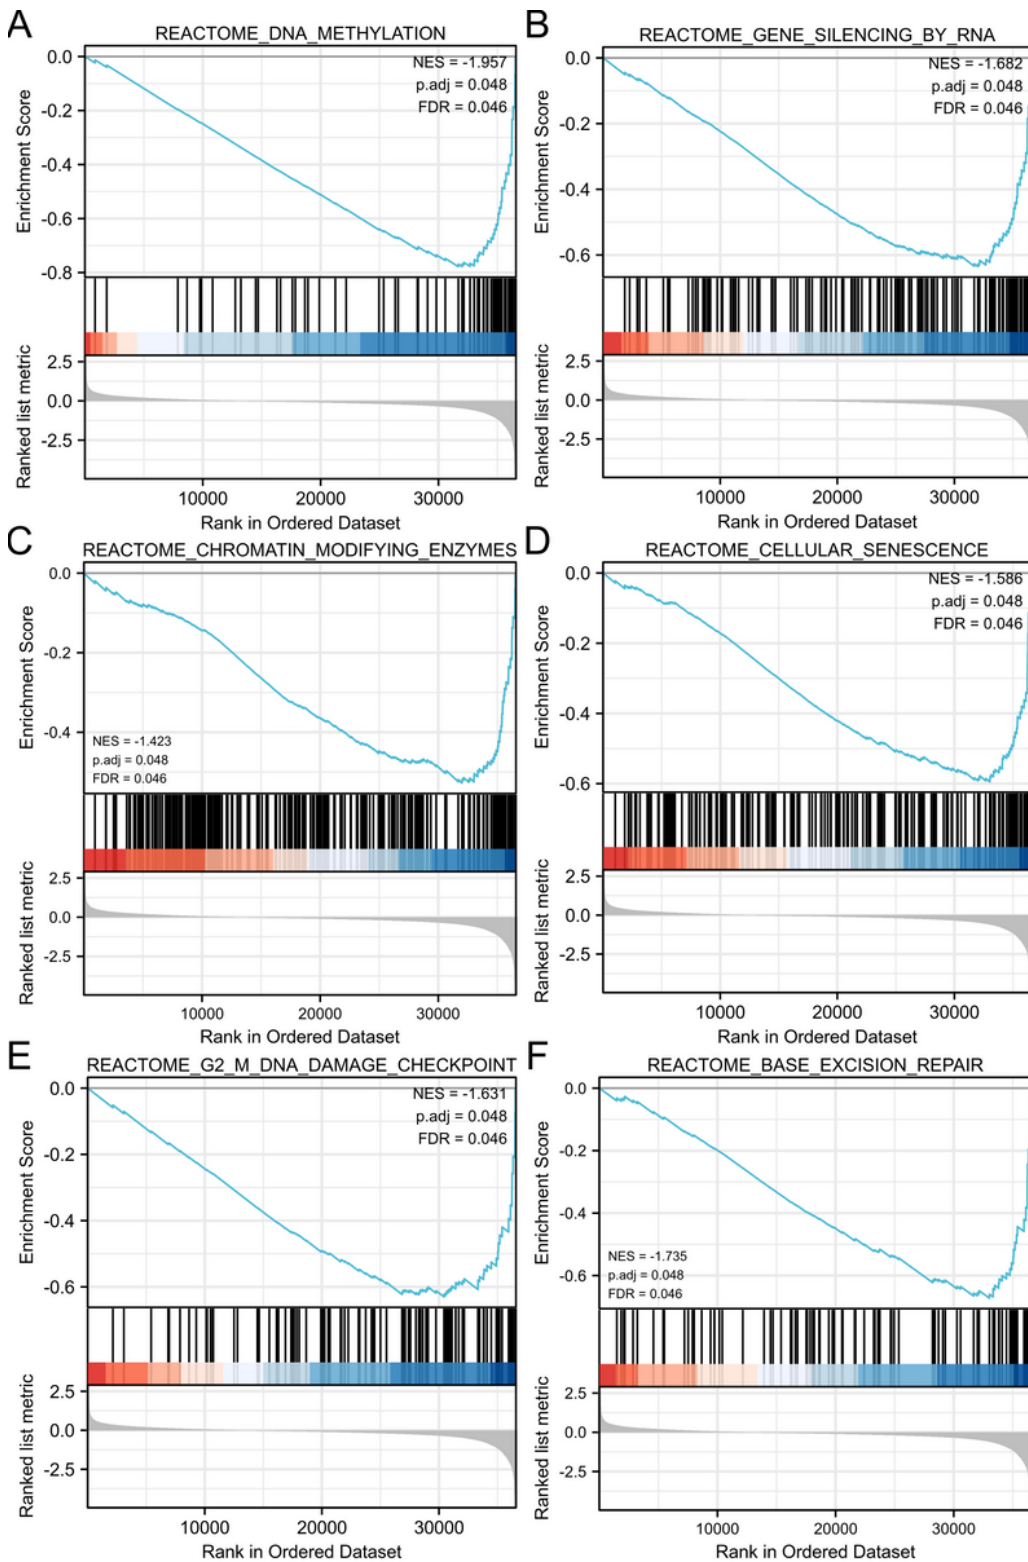 A
REACTOME_DNA_METHYLATION
NES = -1.957
p.adj = 0.048
FDR = 0.046
Enrichment Score
0.0
-0.2
-0.4
-0.6
-0.8
Ranked list metric
2.5
0.0
-2.5
10000 20000 30000
Rank in Ordered Dataset
B
REACTOME_GENE_SILENCING_BY_RNA
NES = -1.682
p.adj = 0.048
FDR = 0.046
Enrichment Score
0.0
-0.2
-0.4
-0.6
Ranked list metric
2.5
0.0
-2.5
10000 20000 30000
Rank in Ordered Dataset
C
REACTOME_CHROMATIN_MODIFYING_ENZYMES
Enrichment Score
0.0
-0.2
-0.4
NES = -1.423
p.adj = 0.048
FDR = 0.046
Ranked list metric
2.5
0.0
-2.5
10000 20000 30000
Rank in Ordered Dataset
D
REACTOME_CELLULAR_SENESCENCE
NES = -1.586
p.adj = 0.048
FDR = 0.046
Enrichment Score
0.0
-0.2
-0.4
-0.6
Ranked list metric
2.5
0.0
-2.5
10000 20000 30000
Rank in Ordered Dataset
E
REACTOME_G2_M_DNA_DAMAGE_CHECKPOINT
NES = -1.631
p.adj = 0.048
FDR = 0.046
Enrichment Score
0.0
-0.2
-0.4
-0.6
Ranked list metric
2.5
0.0
-2.5
10000 20000 30000
Rank in Ordered Dataset
F
REACTOME_BASE_EXCISION_REPAIR
Enrichment Score
0.0
-0.2
-0.4
-0.6
NES = -1.735
p.adj = 0.048
FDR = 0.046
Ranked list metric
2.5
0.0
-2.5
10000 20000 30000
Rank in Ordered Dataset